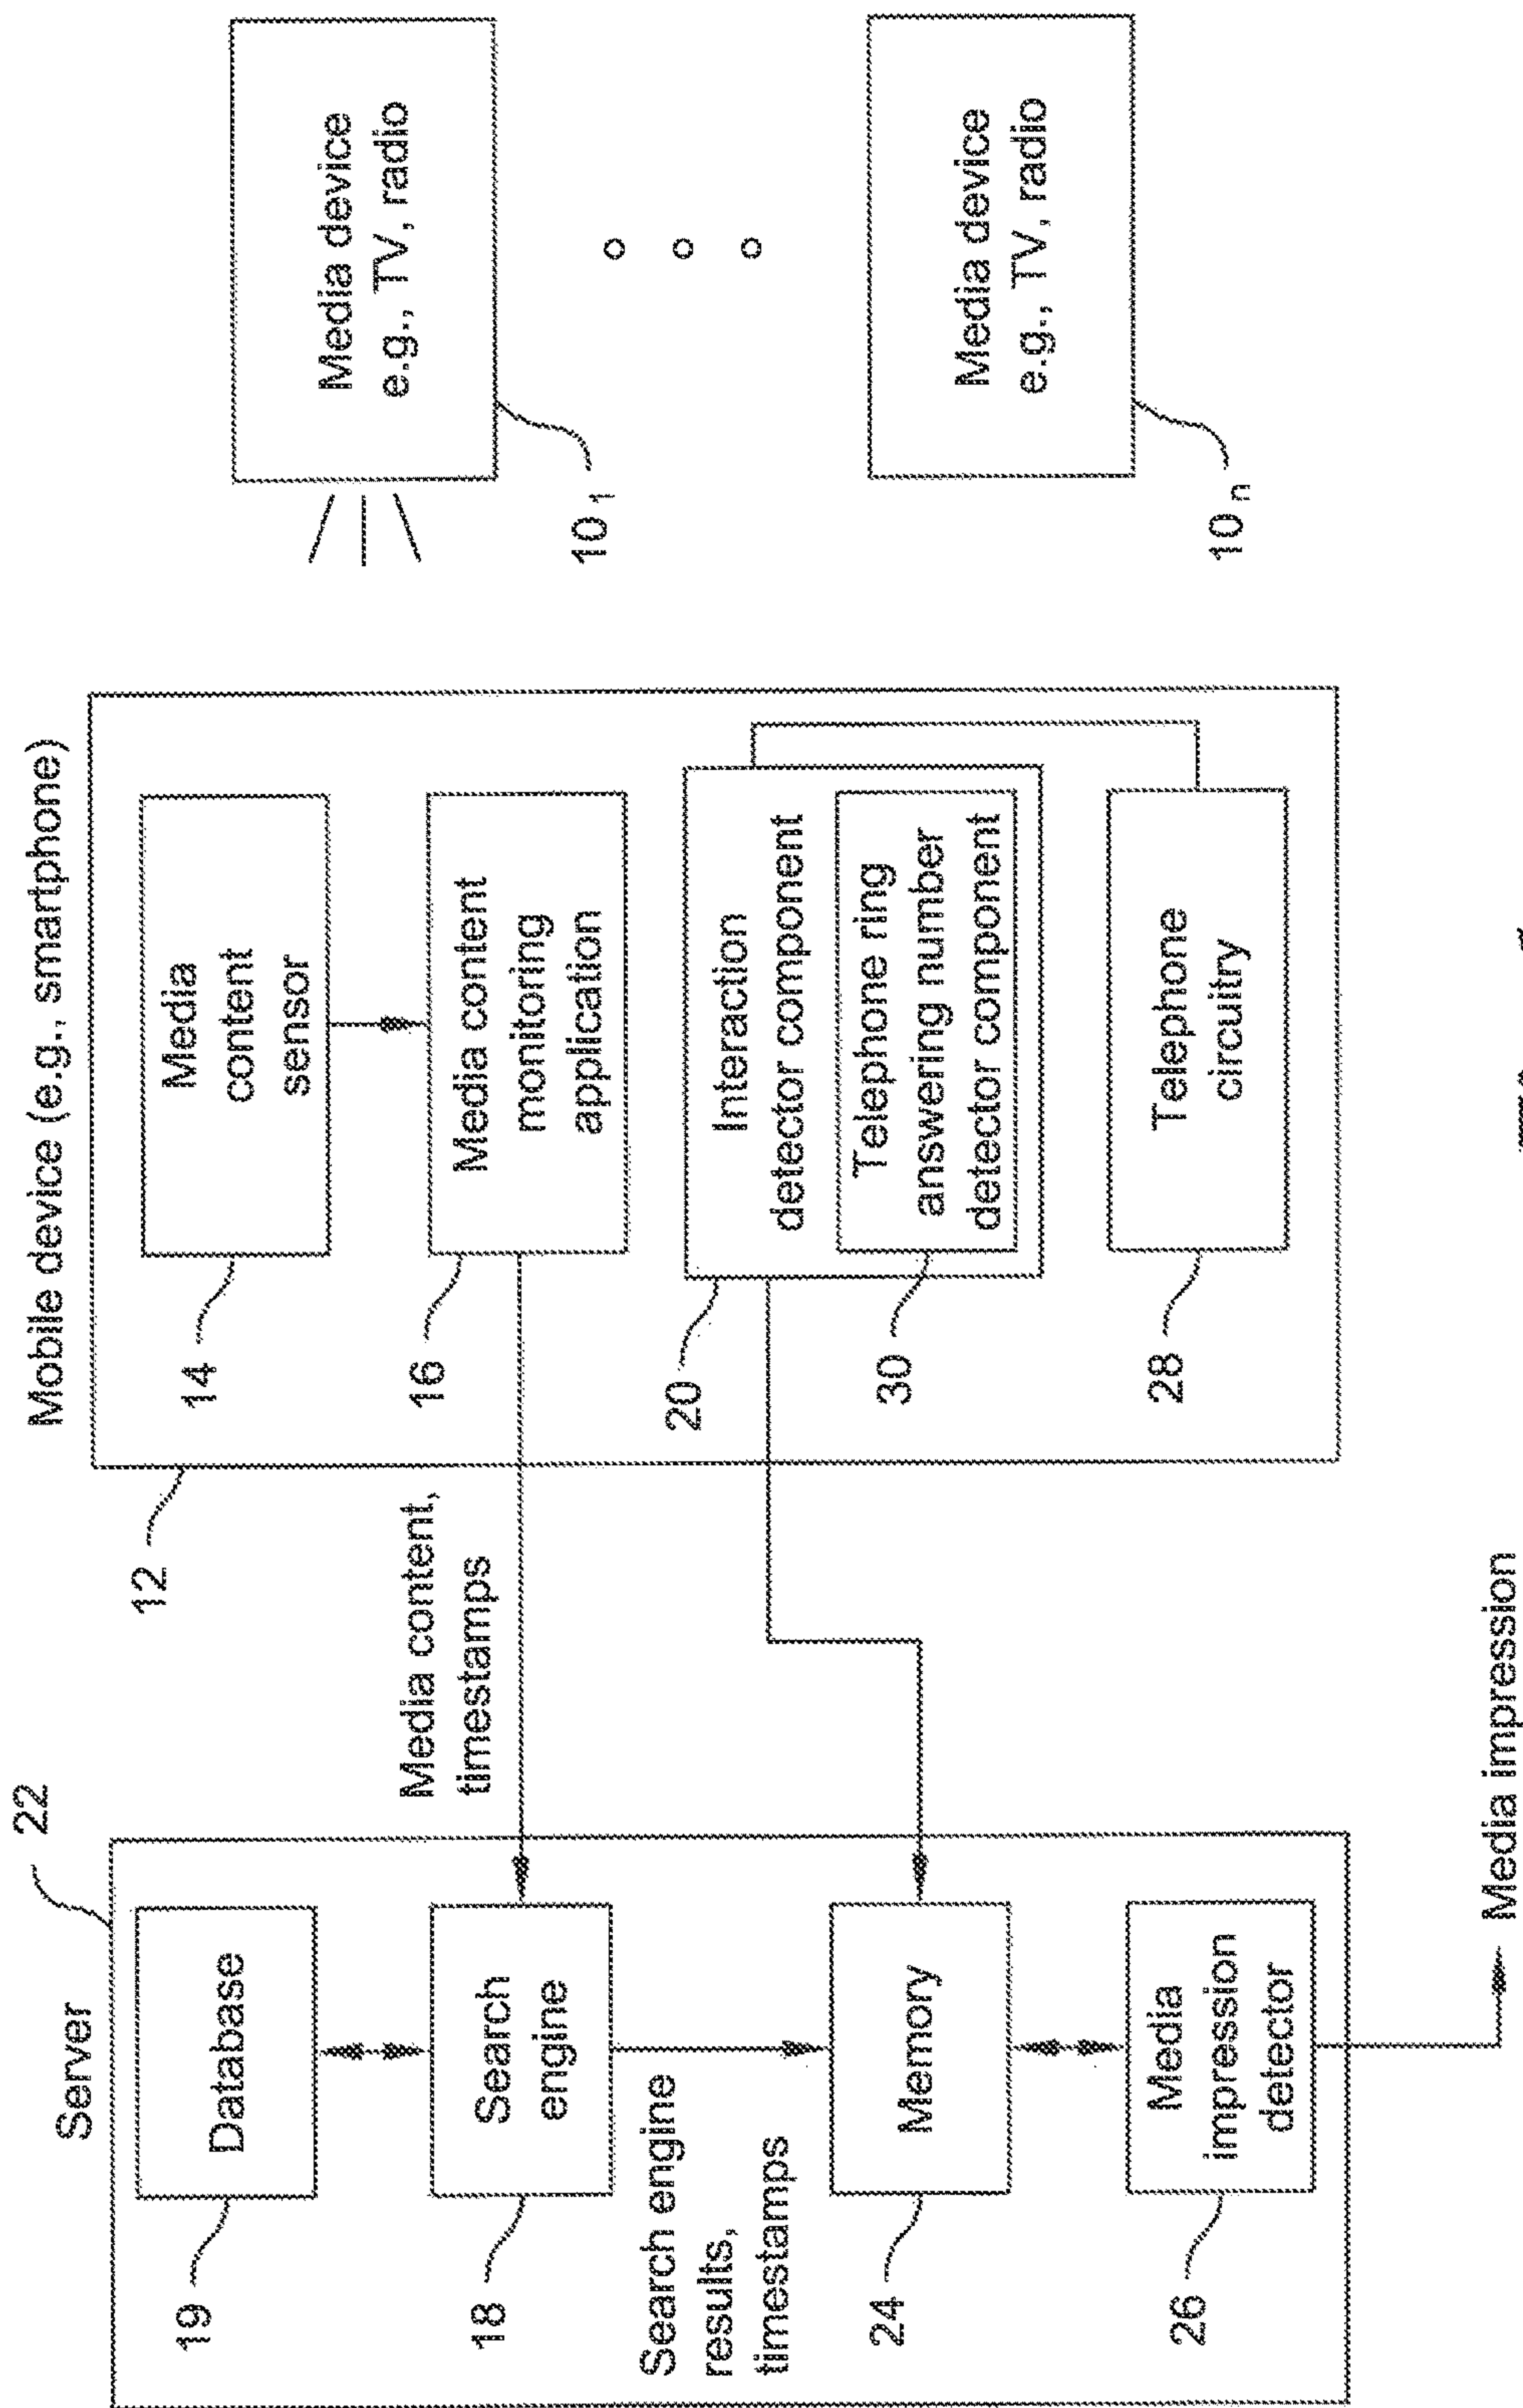 Server
22
Database
19
Search
engine
18
Search engine
results,
timestamps
Memory
24
Media
impression
detector
26
Media impression
Media content,
timestamps
Mobile device (e.g., smartphone)
12
Media
content
sensor
14
Media content
monitoring
application
16
Interaction
detector component
20
Telephone ring
answering number
detector component
30
Telephone
circuitry
28
Media device
e.g., TV, radio
10 1
Media device
e.g., TV, radio
10 n